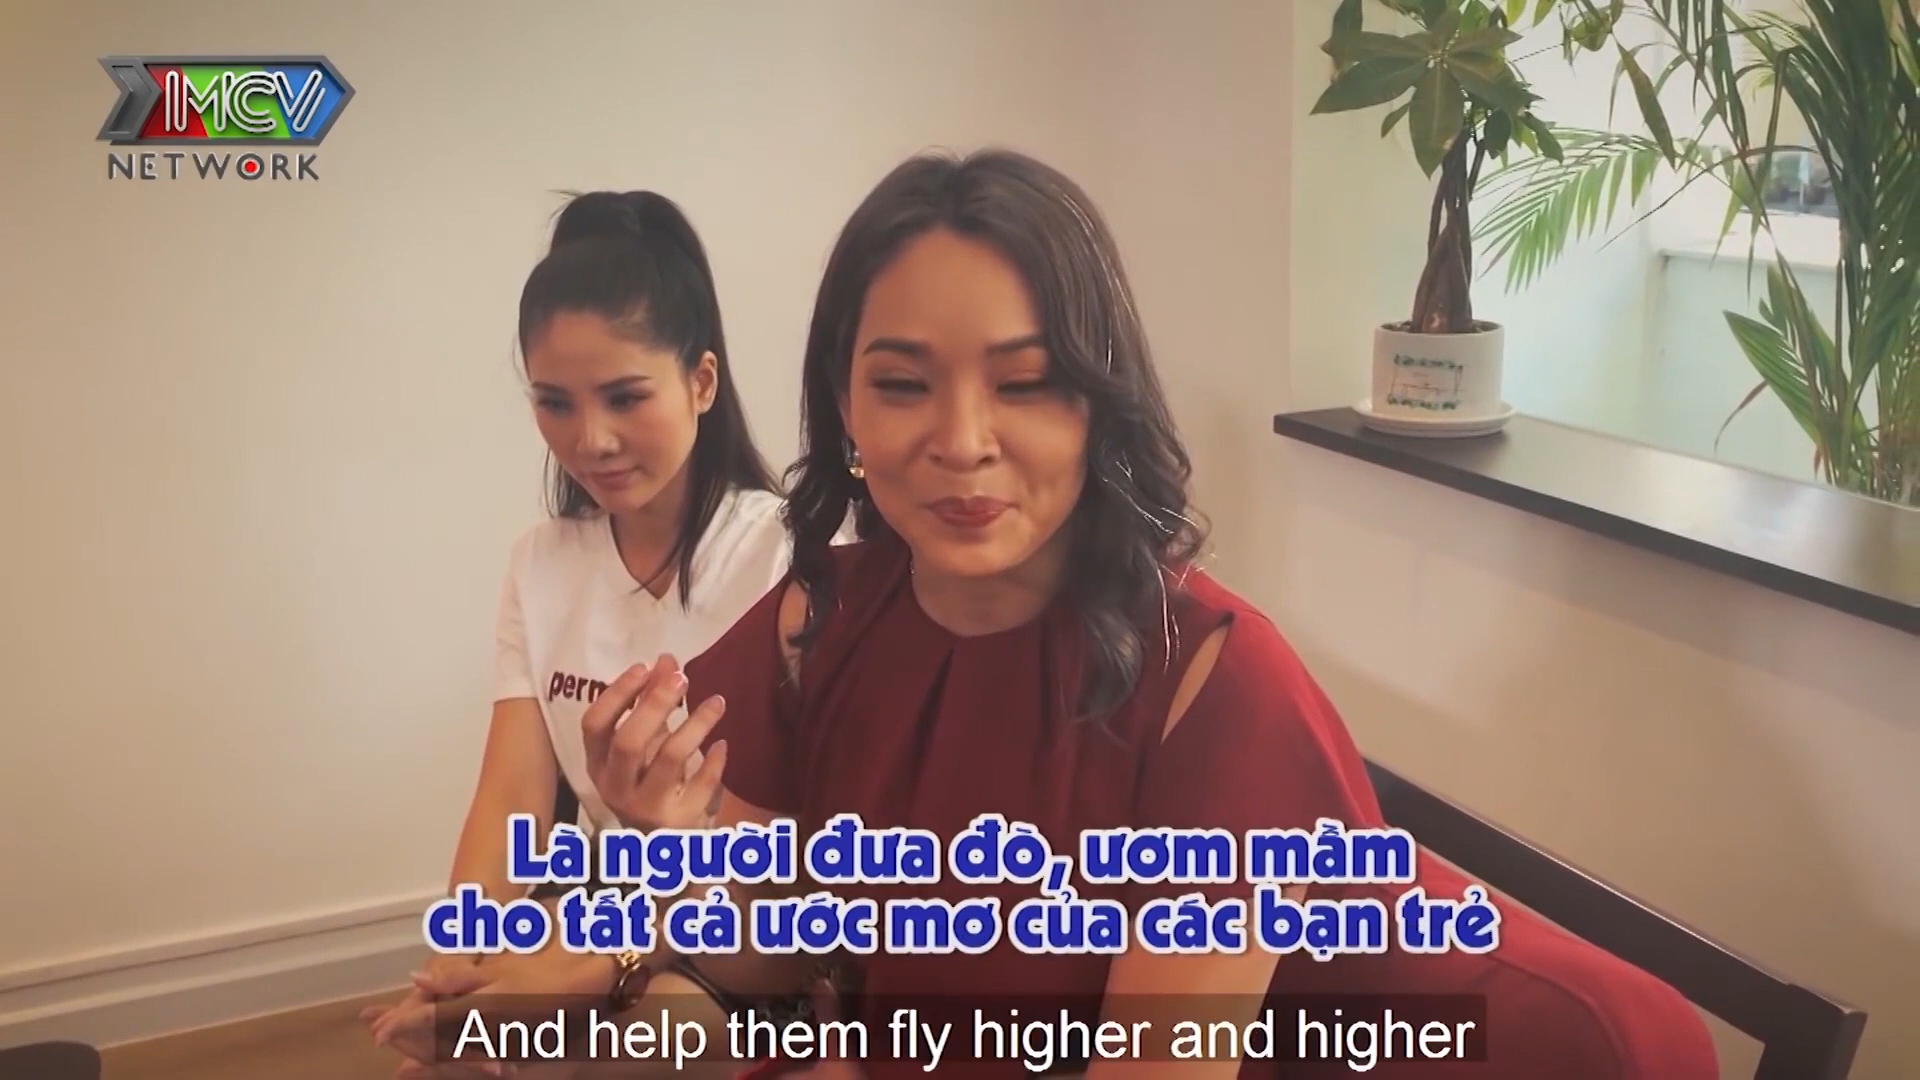 MCV
NETWORK
Là người đưa đò, ươm mầm
cho tất cả ước mơ của các bạn trẻ
And help them fly higher and higher